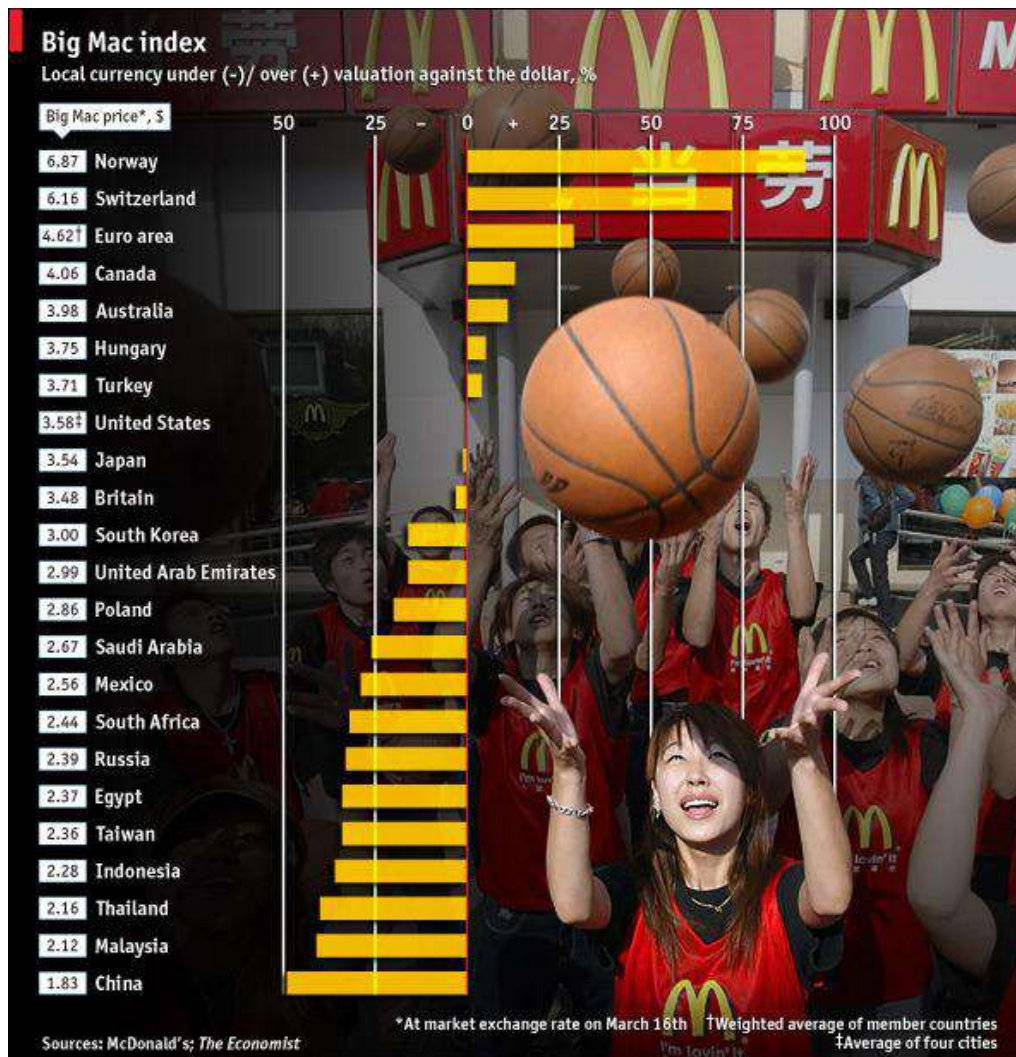 Big Mac index
Local currency under (-)/ over (+) valuation against the dollar, %
Big Mac price*, $
50 25 – 0 + 25 50 75 100
6.87 Norway
6.16 Switzerland
4.62† Euro area
4.06 Canada
3.98 Australia
3.75 Hungary
3.71 Turkey
3.58‡ United States
3.54 Japan
3.48 Britain
3.00 South Korea
2.99 United Arab Emirates
2.86 Poland
2.67 Saudi Arabia
2.56 Mexico
2.44 South Africa
2.39 Russia
2.37 Egypt
2.36 Taiwan
2.28 Indonesia
2.16 Thailand
2.12 Malaysia
1.83 China
当劳
i'm lovin' it
*At market exchange rate on March 16th †Weighted average of member countries
‡Average of four cities
Sources: McDonald's; The Economist